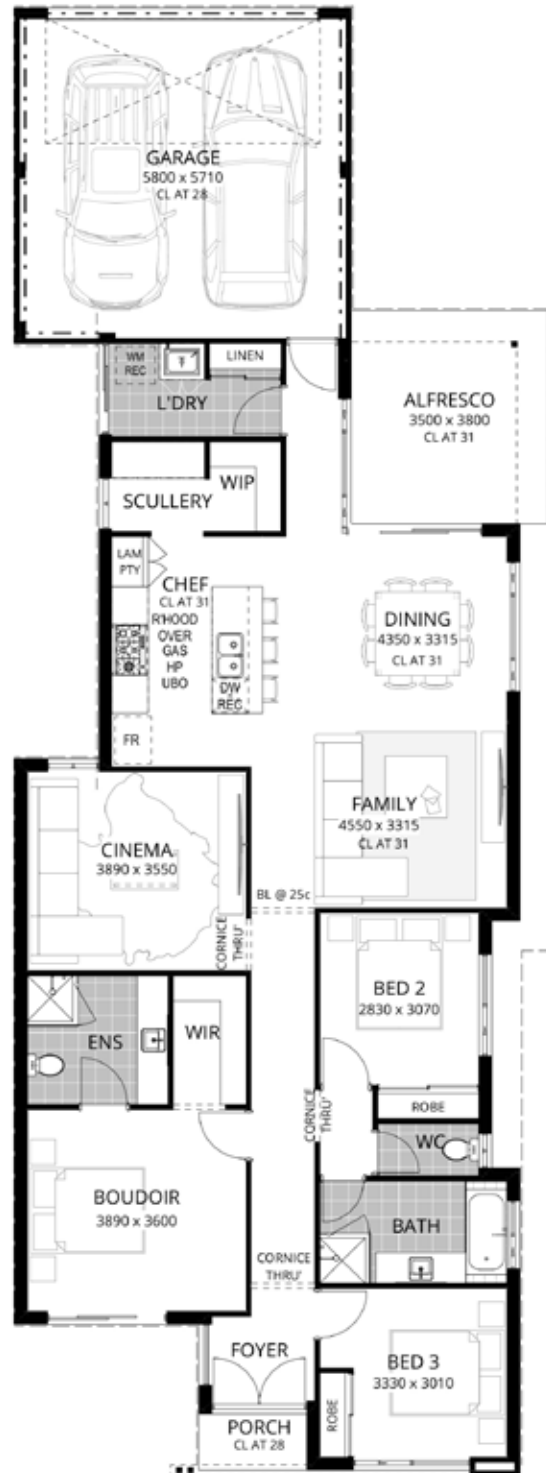 GARAGE
5800 x 5710
CL AT 28
WM
REC
LINEN
L'DRY
ALFRESCO
3500 x 3800
CL AT 31
SCULLERY
WIP
LAM
PTY
CHEF
CL AT 31
R'HOOD
OVER
GAS
HP
UBO
DW
REC
FR
DINING
4350 x 3315
CL AT 31
FAMILY
4550 x 3315
CL AT 31
CINEMA
3890 x 3550
BL @ 25c
CORNICE
THRU'
BED 2
2830 x 3070
ENS
WIR
ROBE
CORNICE
THRU'
WC
BOUDOIR
3890 x 3600
BATH
CORNICE
THRU'
FOYER
BED 3
3330 x 3010
ROBE
PORCH
CL AT 28